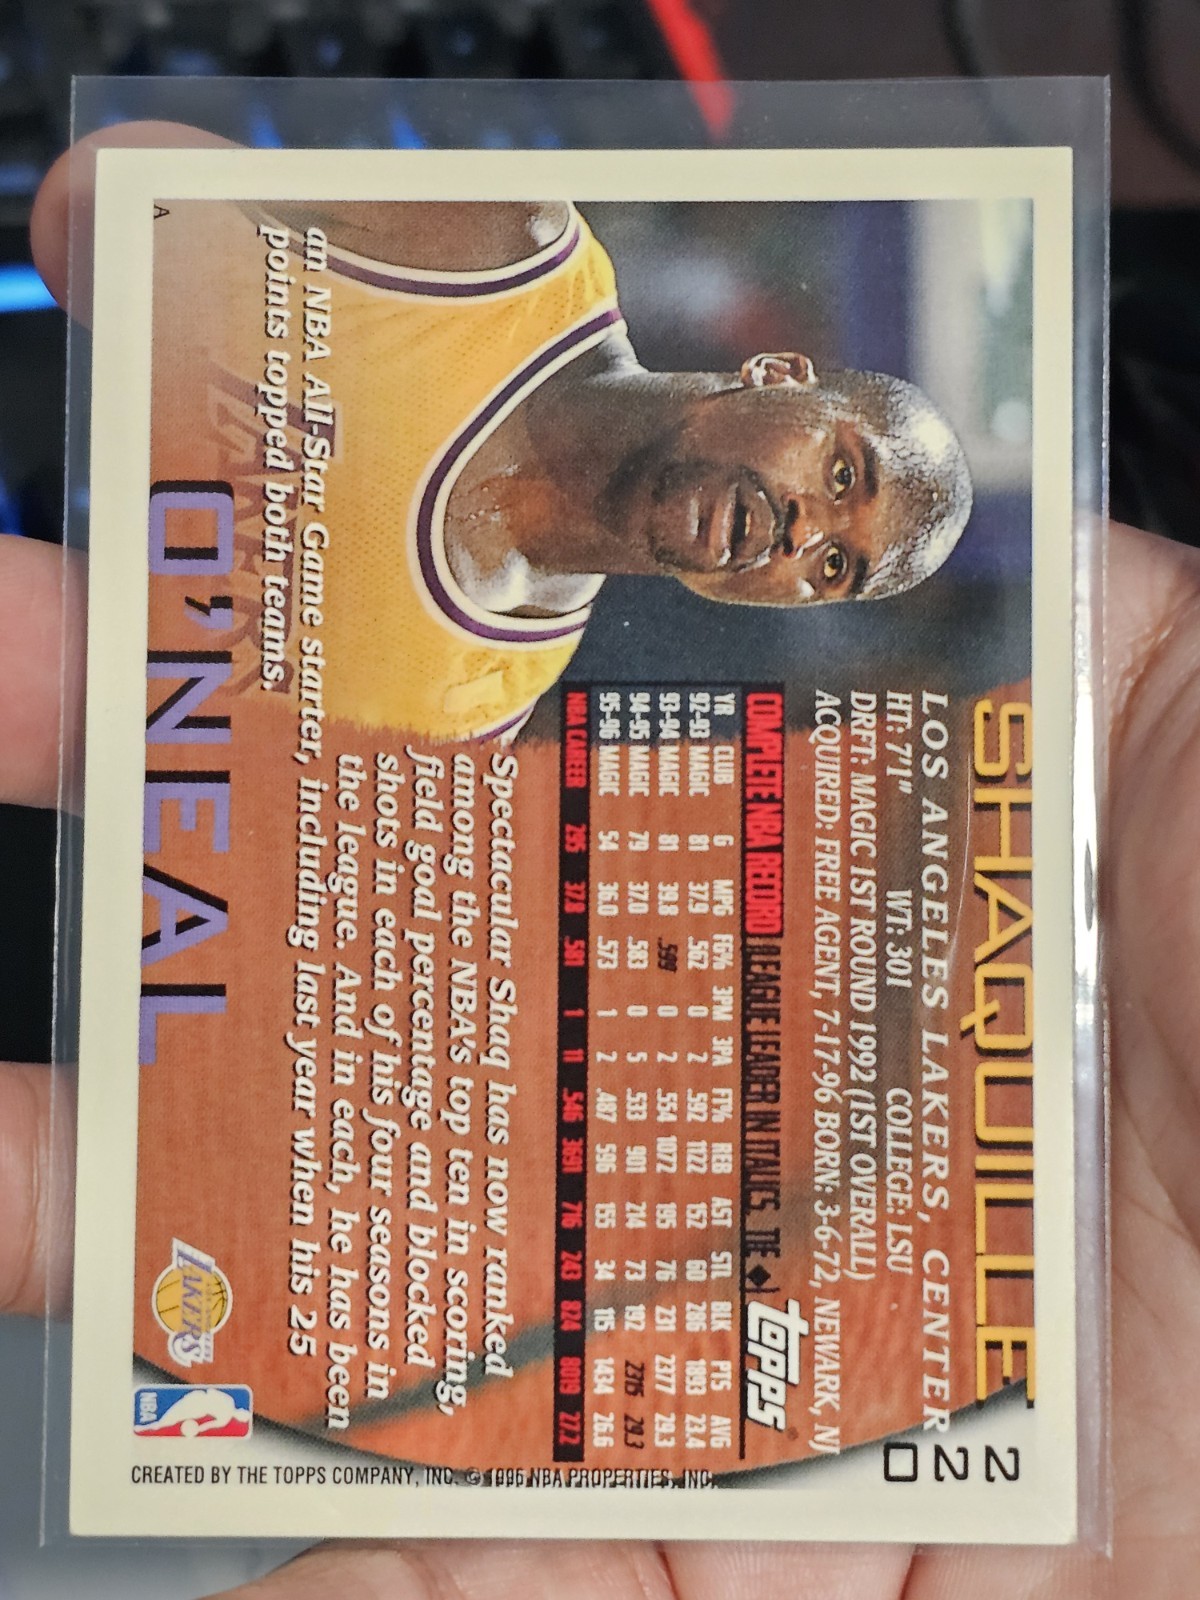 SHAQUILLE
220
LOS ANGELES LAKERS, CENTER
HT: 7'1" WT: 301 COLLEGE: LSU
DRFT: MAGIC 1ST ROUND 1992 (1ST OVERALL)
ACQUIRED: FREE AGENT, 7-17-96 BORN: 3-6-72, NEWARK, NJ
topps
COMPLETE NBA RECORD LEAGUE LEADER IN ITALICS. TIE ◆
YR CLUB G MPG FG% 3PM 3PA FT% REB AST STL BLK PTS AVG
92-93 MAGIC 81 37.9 .562 0 2 .592 1122 152 60 286 1893 23.4
93-94 MAGIC 81 39.8 .599 0 2 .554 1072 195 76 231 2377 29.3
94-95 MAGIC 79 37.0 .583 0 5 .533 901 214 73 192 2315 29.3
95-96 MAGIC 54 36.0 .573 1 2 .487 596 155 34 115 1434 26.6
NBA CAREER 295 37.8 .581 1 11 .546 3691 716 243 824 8019 27.2
Spectacular Shaq has now ranked
among the NBA's top ten in scoring,
field goal percentage and blocked
shots in each of his four seasons in
the league. And in each, he has been
an NBA All-Star Game starter, including last year when his 25
points topped both teams.
LAKERS
O'NEAL
LOS ANGELES
LAKERS
NBA
A
CREATED BY THE TOPPS COMPANY, INC. © 1996 NBA PROPERTIES, INC.